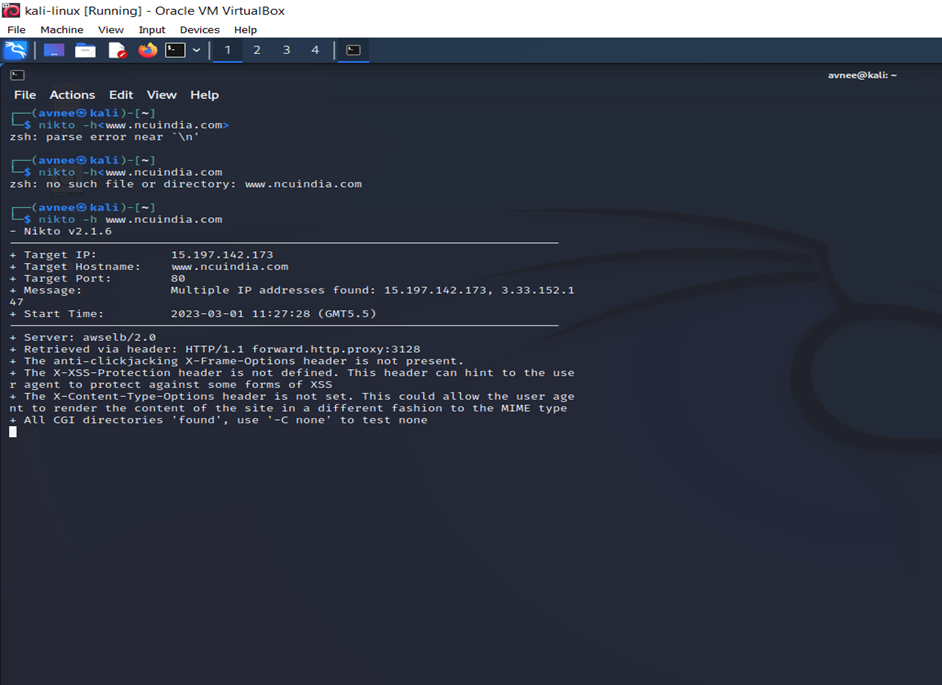 kali-linux [Running] - Oracle VM VirtualBox
File Machine View Input Devices Help
1 2 3 4
avnee@kali: ~
File Actions Edit View Help
┌──(avnee㉿kali)-[~]
└─$ nikto -h<www.ncuindia.com>
zsh: parse error near `\n'
┌──(avnee㉿kali)-[~]
└─$ nikto -h<www.ncuindia.com
zsh: no such file or directory: www.ncuindia.com
┌──(avnee㉿kali)-[~]
└─$ nikto -h www.ncuindia.com
- Nikto v2.1.6
+ Target IP: 15.197.142.173
+ Target Hostname: www.ncuindia.com
+ Target Port: 80
+ Message: Multiple IP addresses found: 15.197.142.173, 3.33.152.1
47
+ Start Time: 2023-03-01 11:27:28 (GMT5.5)
+ Server: awselb/2.0
+ Retrieved via header: HTTP/1.1 forward.http.proxy:3128
+ The anti-clickjacking X-Frame-Options header is not present.
+ The X-XSS-Protection header is not defined. This header can hint to the use
r agent to protect against some forms of XSS
+ The X-Content-Type-Options header is not set. This could allow the user age
nt to render the content of the site in a different fashion to the MIME type
+ All CGI directories 'found', use '-C none' to test none